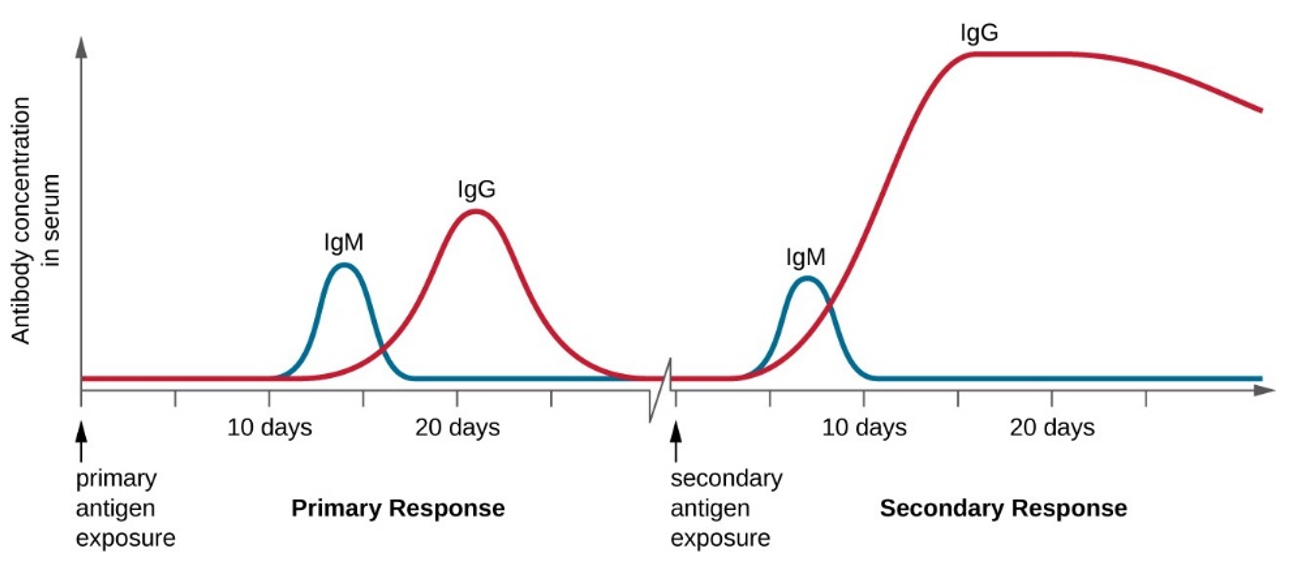 Antibody concentration
in serum
IgM
IgG
IgM
IgG
10 days
20 days
10 days
20 days
primary
antigen
exposure
Primary Response
secondary
antigen
exposure
Secondary Response